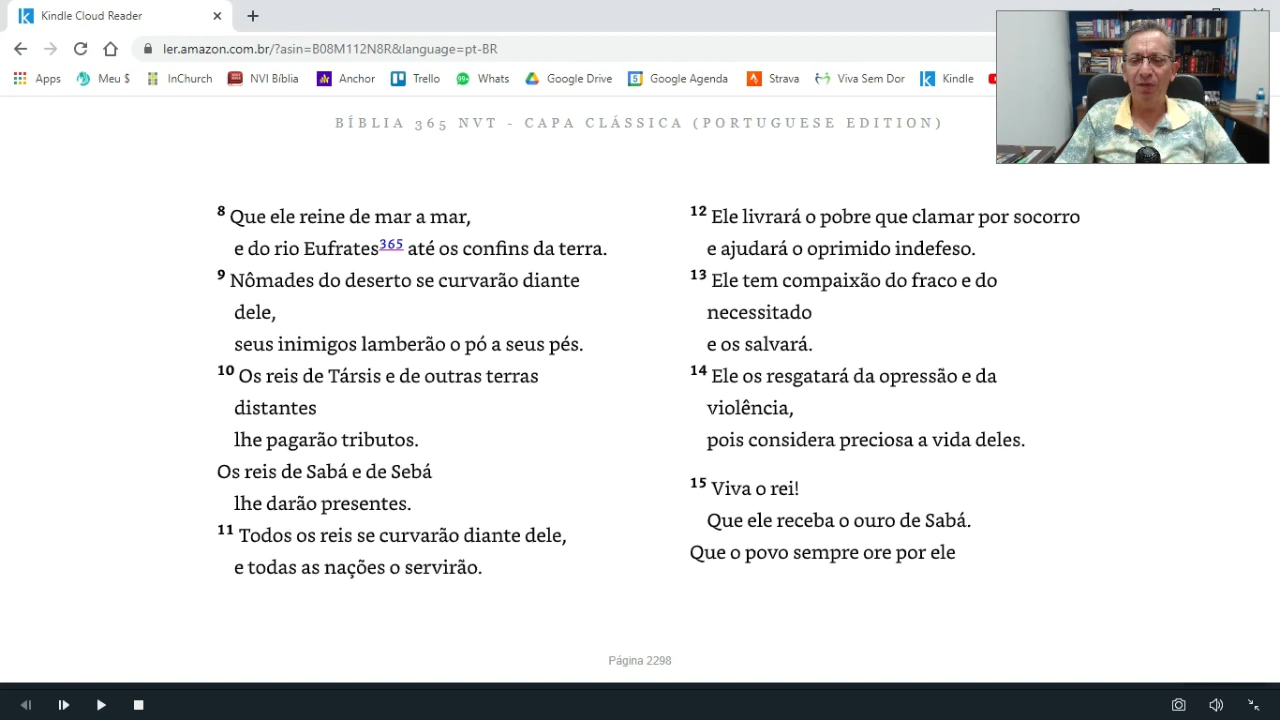 Kindle Cloud Reader
ler.amazon.com.br/?asin=B08M112N8R&language=pt-BR
Apps
Meu $
InChurch
NVI Bíblia
Anchor
Trello
Whats
Google Drive
Google Agenda
Strava
Viva Sem Dor
Kindle
BÍBLIA 365 NVT - CAPA CLÁSSICA (PORTUGUESE EDITION)
8 Que ele reine de mar a mar,
e do rio Eufrates365 até os confins da terra.
9 Nômades do deserto se curvarão diante
dele,
seus inimigos lamberão o pó a seus pés.
10 Os reis de Társis e de outras terras
distantes
lhe pagarão tributos.
Os reis de Sabá e de Sebá
lhe darão presentes.
11 Todos os reis se curvarão diante dele,
e todas as nações o servirão.
12 Ele livrará o pobre que clamar por socorro
e ajudará o oprimido indefeso.
13 Ele tem compaixão do fraco e do
necessitado
e os salvará.
14 Ele os resgatará da opressão e da
violência,
pois considera preciosa a vida deles.
15 Viva o rei!
Que ele receba o ouro de Sabá.
Que o povo sempre ore por ele
Página 2298